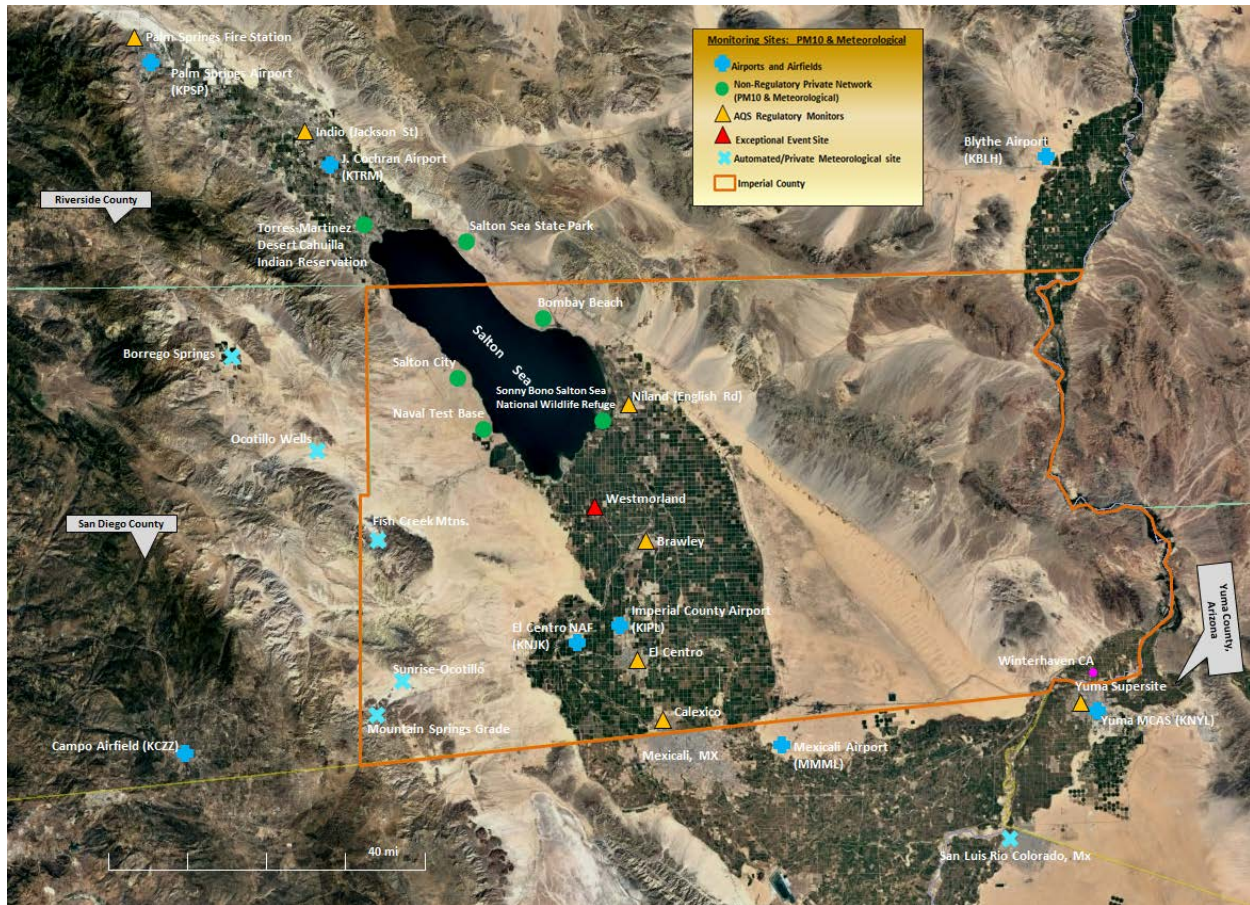 Palm Springs Fire Station
Palm Springs Airport
(KPSP)
Indio (Jackson St)
J. Cochran Airport
(KTRM)
Riverside County
Torres-Martinez
Desert Cahuilla
Indian Reservation
Salton Sea State Park
Monitoring Sites: PM10 & Meteorological
Airports and Airfields
Non-Regulatory Private Network
(PM10 & Meteorological)
AQS Regulatory Monitors
Exceptional Event Site
Automated/Private Meteorological site
Imperial County
Blythe Airport
(KBLH)
Bombay Beach
Salton Sea
Borrego Springs
Salton City
Sonny Bono Salton Sea
National Wildlife Refuge
Niland (English Rd)
Naval Test Base
Ocotillo Wells
Westmorland
San Diego County
Fish Creek Mtns.
Brawley
Imperial County Airport
(KIPL)
El Centro NAF
(KNJK)
El Centro
Yuma County,
Arizona
Sunrise-Ocotillo
Winterhaven CA
Yuma Supersite
Yuma MCAS (KNYL)
Calexico
Mountain Springs Grade
Campo Airfield (KCZZ)
Mexicali, MX
Mexicali Airport
(MMML)
40 mi
San Luis Rio Colorado, Mx